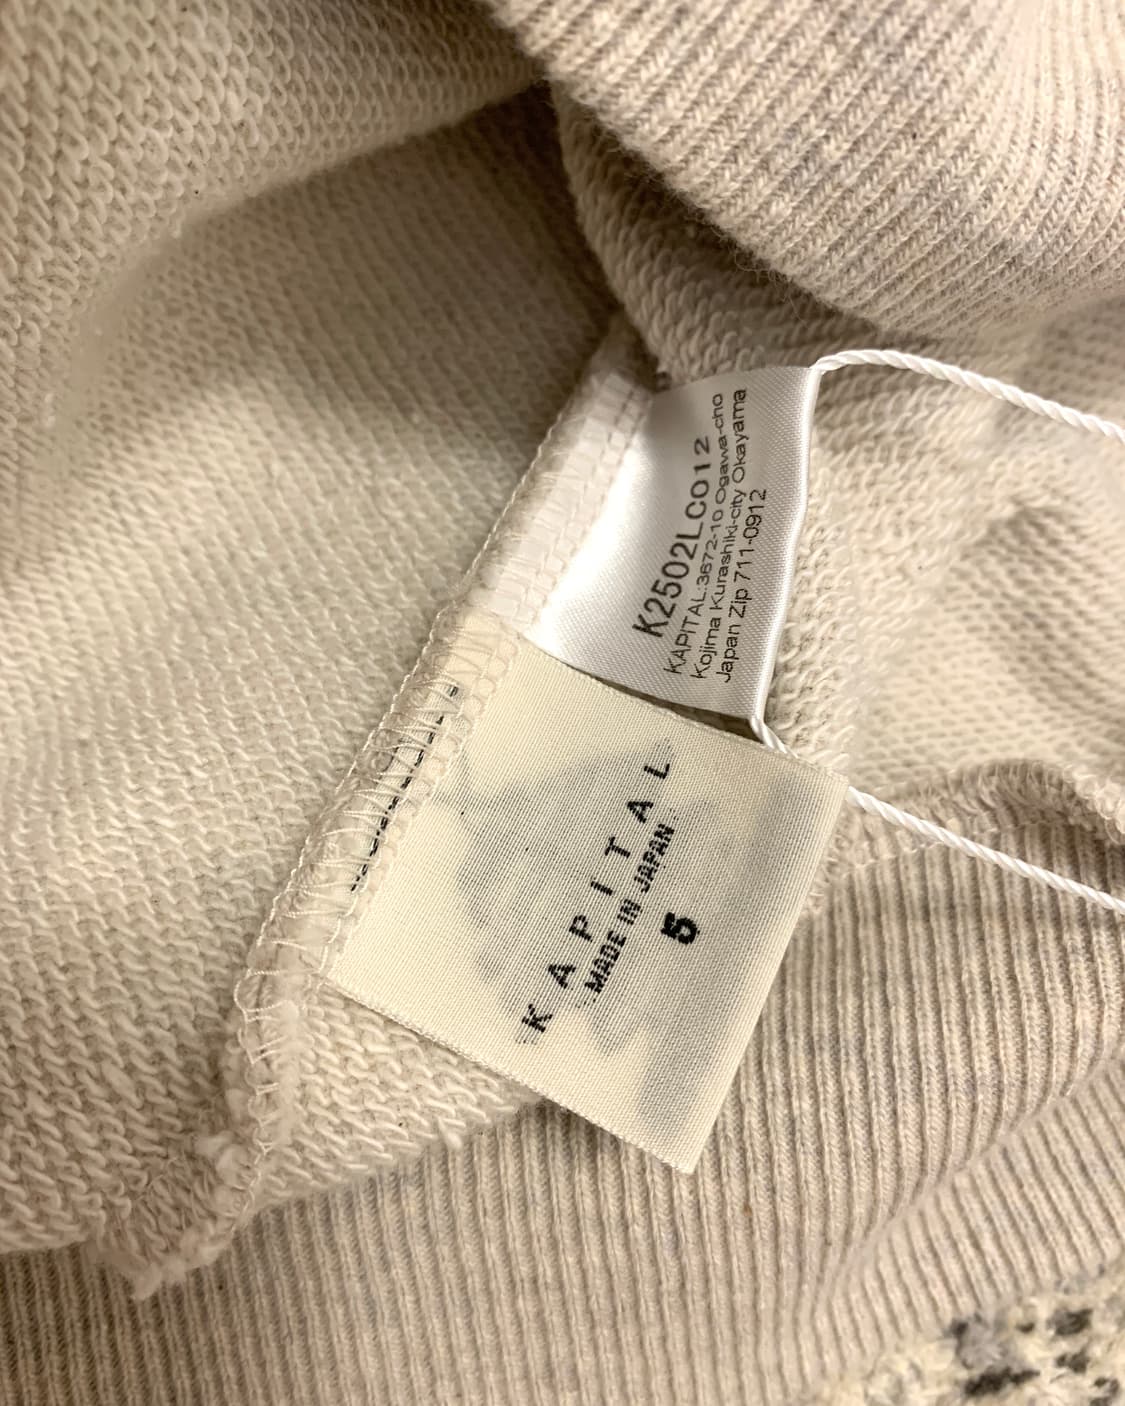 K2502LC012
KAPITAL:3672-10 Ogawa-cho
Kojima Kurashiki-city Okayama
Japan Zip 711-0912
KAPITAL
MADE IN JAPAN
5